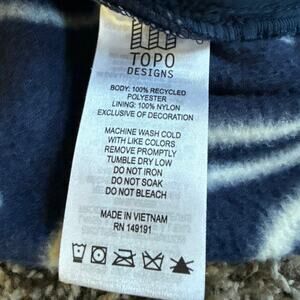 TOPO
DESIGNS
BODY: 100% RECYCLED
POLYESTER
LINING: 100% NYLON
EXCLUSIVE OF DECORATION
MACHINE WASH COLD
WITH LIKE COLORS
REMOVE PROMPTLY
TUMBLE DRY LOW
DO NOT IRON
DO NOT SOAK
DO NOT BLEACH
MADE IN VIETNAM
RN 149191